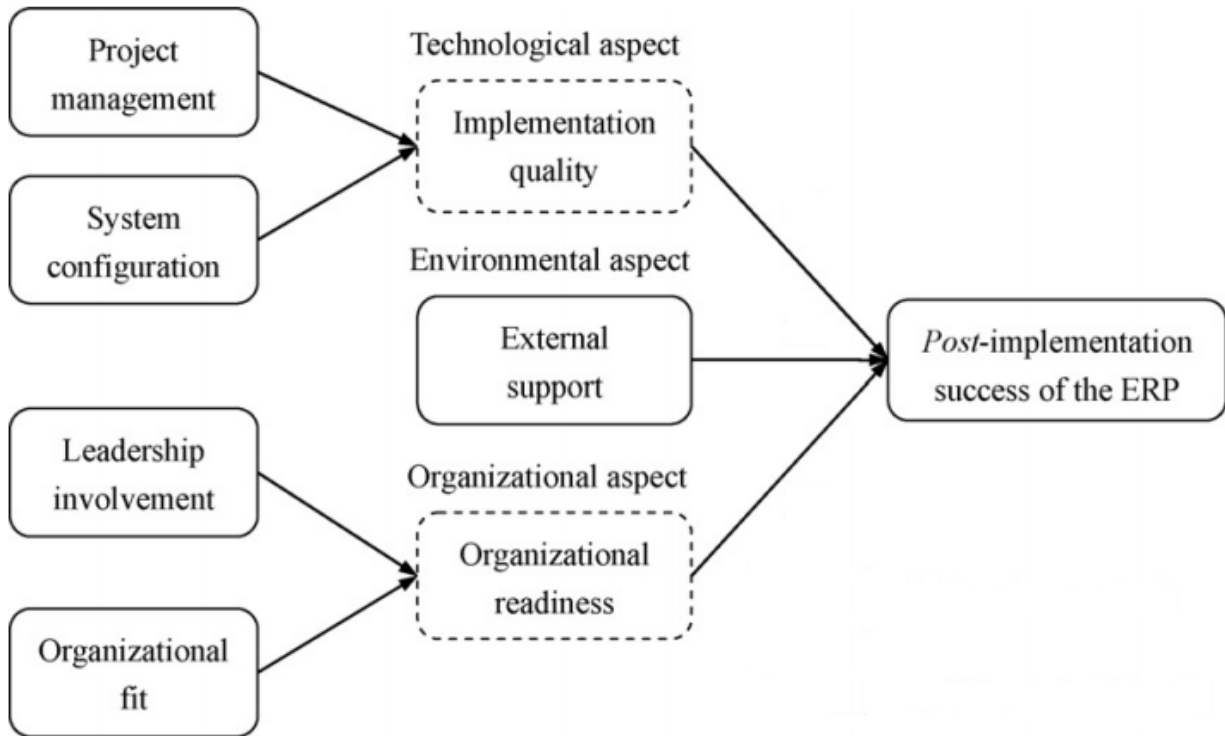 Project
management
System
configuration
Leadership
involvement
Organizational
fit
Technological aspect
Implementation
quality
Environmental aspect
External
support
Organizational aspect
Organizational
readiness
Post-implementation
success of the ERP